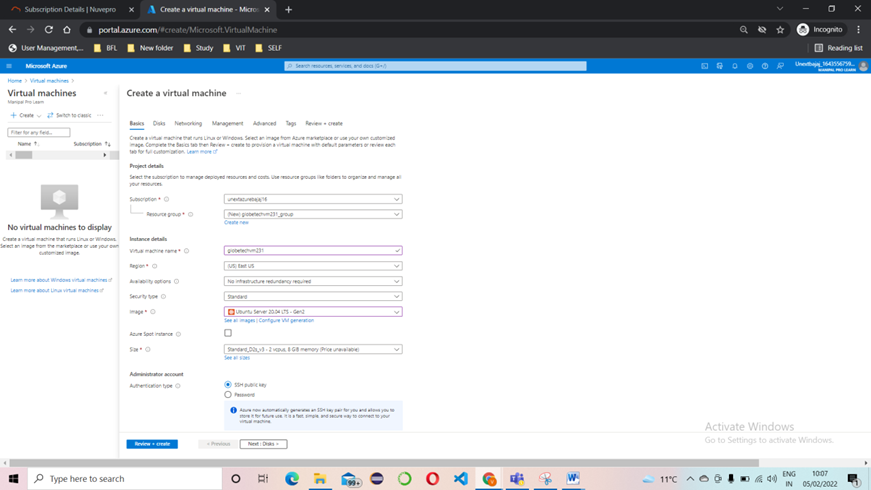 Subscription Details | Nuvepro
Create a virtual machine - Micros
portal.azure.com/#create/Microsoft.VirtualMachine
Incognito
User Management,...
BFL
New folder
Study
VIT
SELF
Reading list
Microsoft Azure
Search resources, services, and docs (G+/)
Unextbajaj_1643556759...
MANIPAL PRO LEARN
Home > Virtual machines >
Virtual machines
Manipal Pro Learn
Create
Switch to classic
Filter for any field...
Name
Subscription
No virtual machines to display
Create a virtual machine that runs Linux or Windows.
Select an image from Azure marketplace or use your own
customized image.
Learn more about Windows virtual machines
Learn more about Linux virtual machines
Create a virtual machine ...
Basics Disks Networking Management Advanced Tags Review + create
Create a virtual machine that runs Linux or Windows. Select an image from Azure marketplace or use your own customized
image. Complete the Basics tab then Review + create to provision a virtual machine with default parameters or review each
tab for full customization. Learn more
Project details
Select the subscription to manage deployed resources and costs. Use resource groups like folders to organize and manage all
your resources.
Subscription * unextazurebajaj16
Resource group * (New) globetechvm231_group
Create new
Instance details
Virtual machine name * globetechvm231
Region * (US) East US
Availability options No infrastructure redundancy required
Security type Standard
Image * Ubuntu Server 20.04 LTS - Gen2
See all images | Configure VM generation
Azure Spot instance
Size * Standard_D2s_v3 - 2 vcpus, 8 GiB memory (Price unavailable)
See all sizes
Administrator account
Authentication type SSH public key
Password
Azure now automatically generates an SSH key pair for you and allows you to
store it for future use. It is a fast, simple, and secure way to connect to your
virtual machine.
Review + create
< Previous
Next : Disks >
Activate Windows
Go to Settings to activate Windows.
Type here to search
99+
11°C
ENG
IN
10:07
05/02/2022